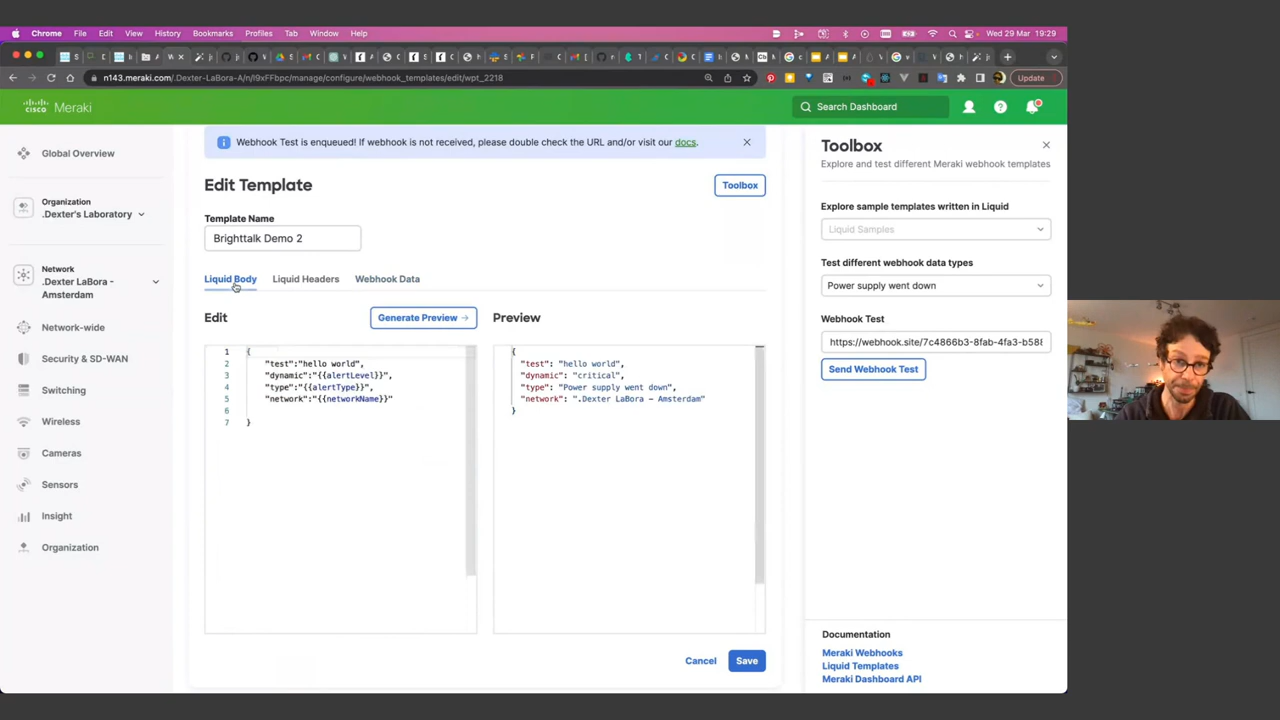 Chrome File Edit View History Bookmarks Profiles Tab Window Help Wed 29 Mar 19:29
n143.meraki.com/.Dexter-LaBora-A/n/I9xFFbpc/manage/configure/webhook_templates/edit/wpt_2218 Update
CISCO Meraki Search Dashboard
Global Overview
Organization
.Dexter's Laboratory
Network
.Dexter LaBora -
Amsterdam
Network-wide
Security & SD-WAN
Switching
Wireless
Cameras
Sensors
Insight
Organization
Webhook Test is enqueued! If webhook is not received, please double check the URL and/or visit our docs.
Edit Template
Toolbox
Template Name
Brighttalk Demo 2
Liquid Body Liquid Headers Webhook Data
Edit
Generate Preview →
1 {
2 "test":"hello world",
3 "dynamic":"{{alertLevel}}",
4 "type":"{{alertType}}",
5 "network":"{{networkName}}"
6
7 }
Preview
{
"test": "hello world",
"dynamic": "critical",
"type": "Power supply went down",
"network": ".Dexter LaBora - Amsterdam"
}
Cancel
Save
Toolbox
Explore and test different Meraki webhook templates
Explore sample templates written in Liquid
Liquid Samples
Test different webhook data types
Power supply went down
Webhook Test
https://webhook.site/7c4866b3-8fab-4fa3-b588
Send Webhook Test
Documentation
Meraki Webhooks
Liquid Templates
Meraki Dashboard API